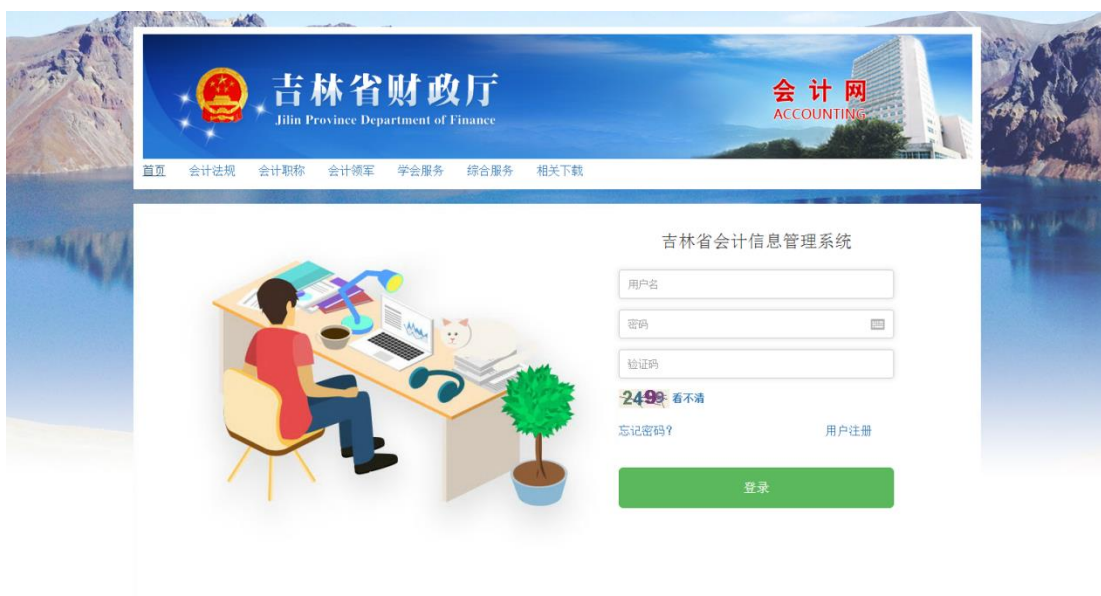 吉林省财政厅
Jilin Province Department of Finance
会计网
ACCOUNTING
首页 会计法规 会计职称 会计领军 学会服务 综合服务 相关下载
吉林省会计信息管理系统
用户名
密码
验证码
2499 看不清
忘记密码？ 用户注册
登录